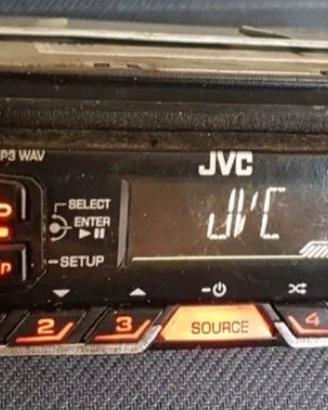 P3 WAV
JVC
SELECT
ENTER
SETUP
JVC
2
3
SOURCE
4